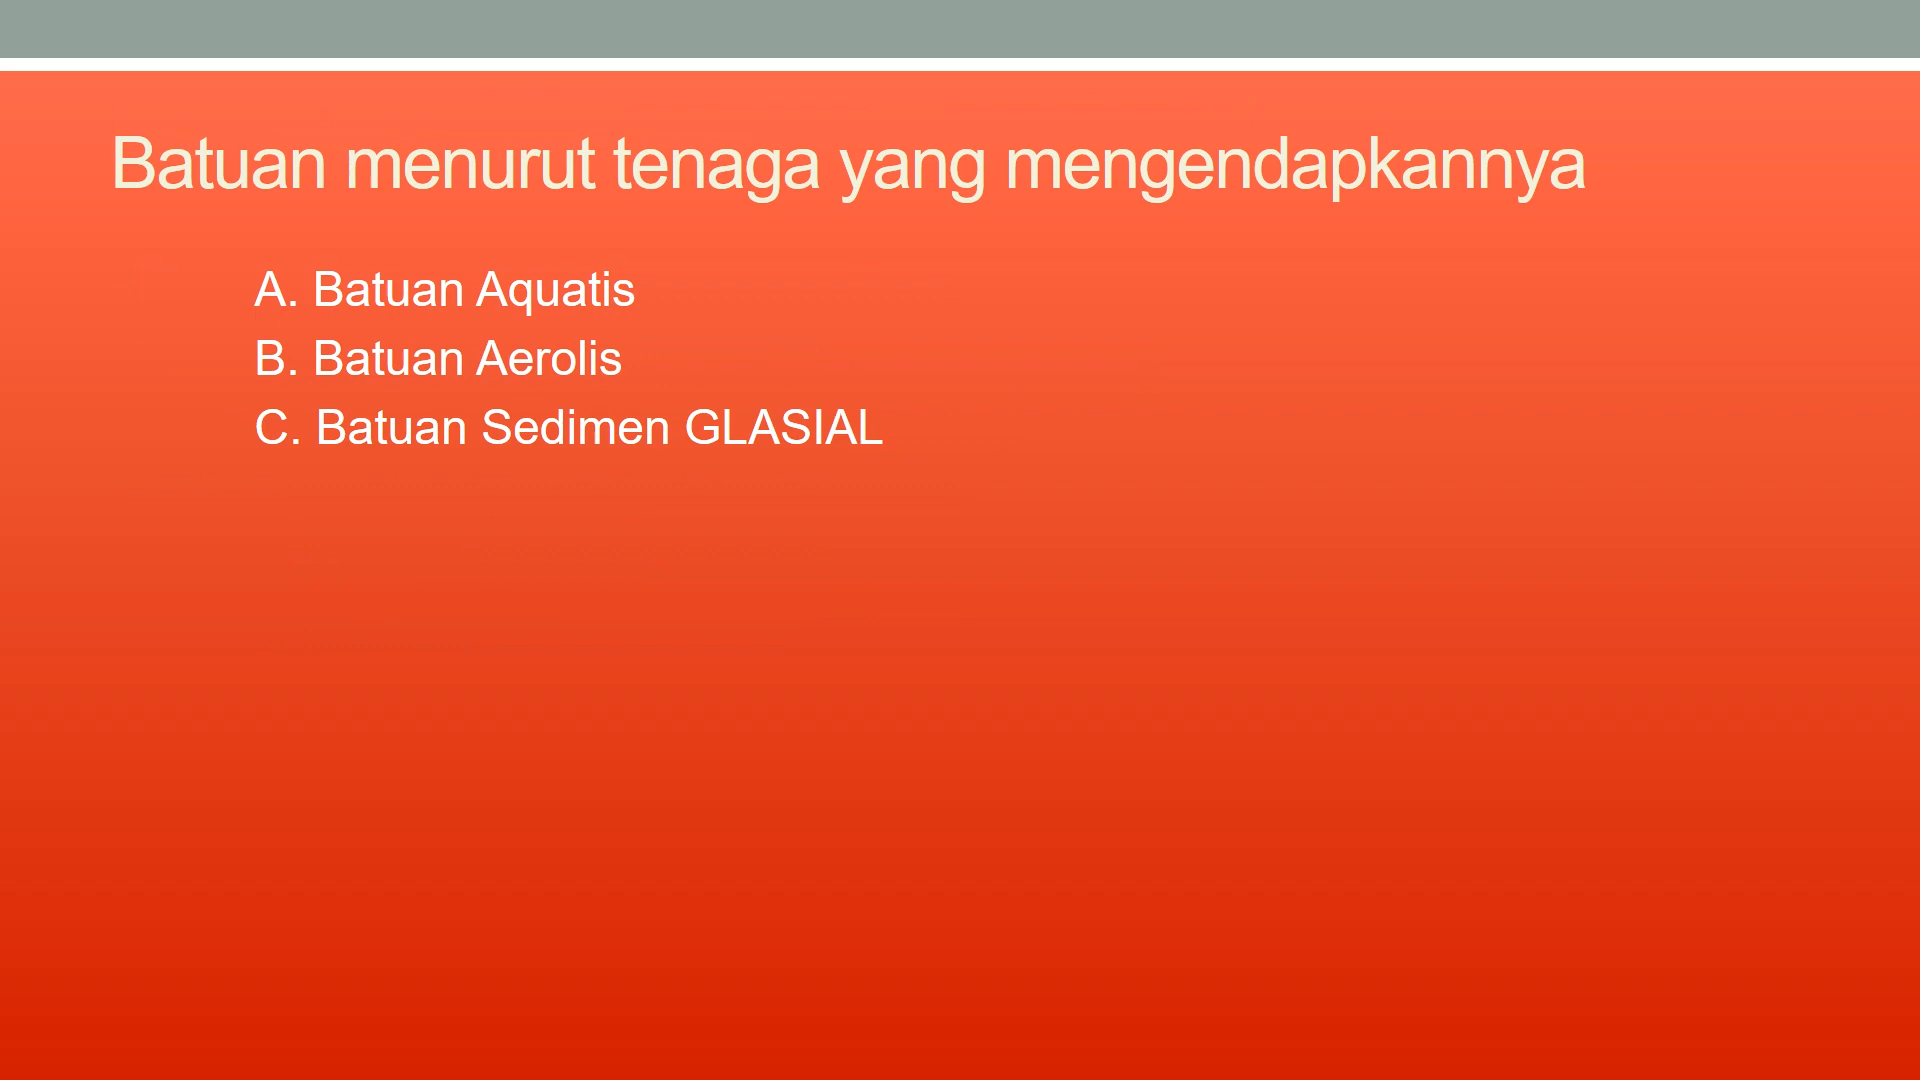 Batuan menurut tenaga yang mengendapkannya
A. Batuan Aquatis
B. Batuan Aerolis
C. Batuan Sedimen GLASIAL